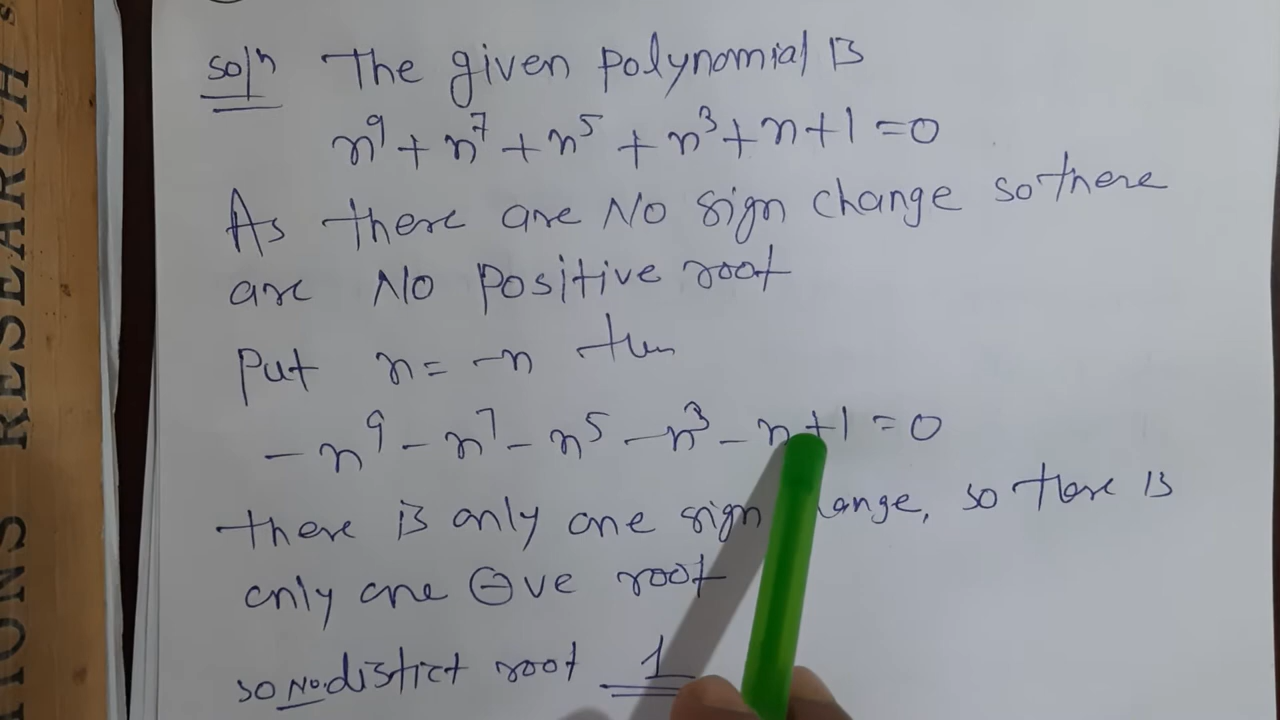 Solⁿ The given polynomial is
x⁹ + x⁷ + x⁵ + x³ + x + 1 = 0
As there are No sign change so there
are No positive root
Put x = -x then
- x⁹ - x⁷ - x⁵ - x³ - x + 1 = 0
there is only one sign change, so there is
only one ⊖ve root
so No. distict root 1
TIONS RESEARCH S